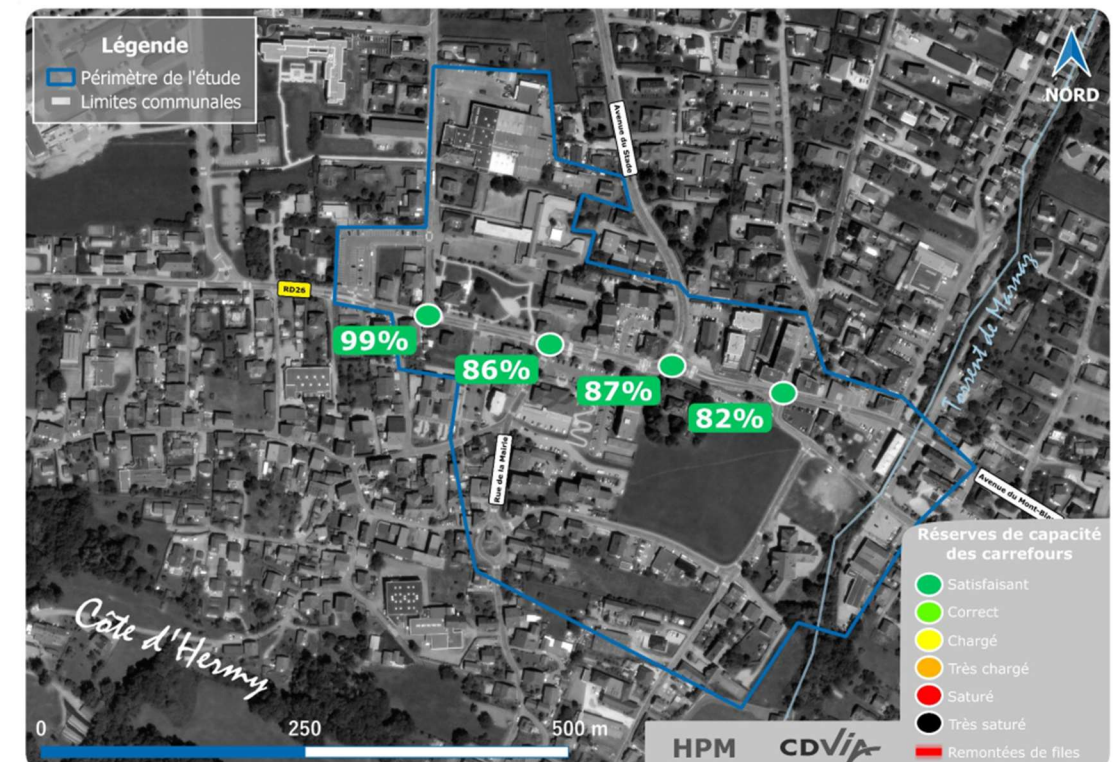 Légende
Périmètre de l'étude
Limites communales
NORD
Avenue du Stade
RD26
Torrent de Marnaz
99%
86%
87%
82%
Rue de la Mairie
Avenue du Mont-Bla
Réserves de capacité
des carrefours
Satisfaisant
Correct
Chargé
Très chargé
Saturé
Très saturé
Remontées de files
Côte d'Hermy
0 250 500 m
HPM CDVIA